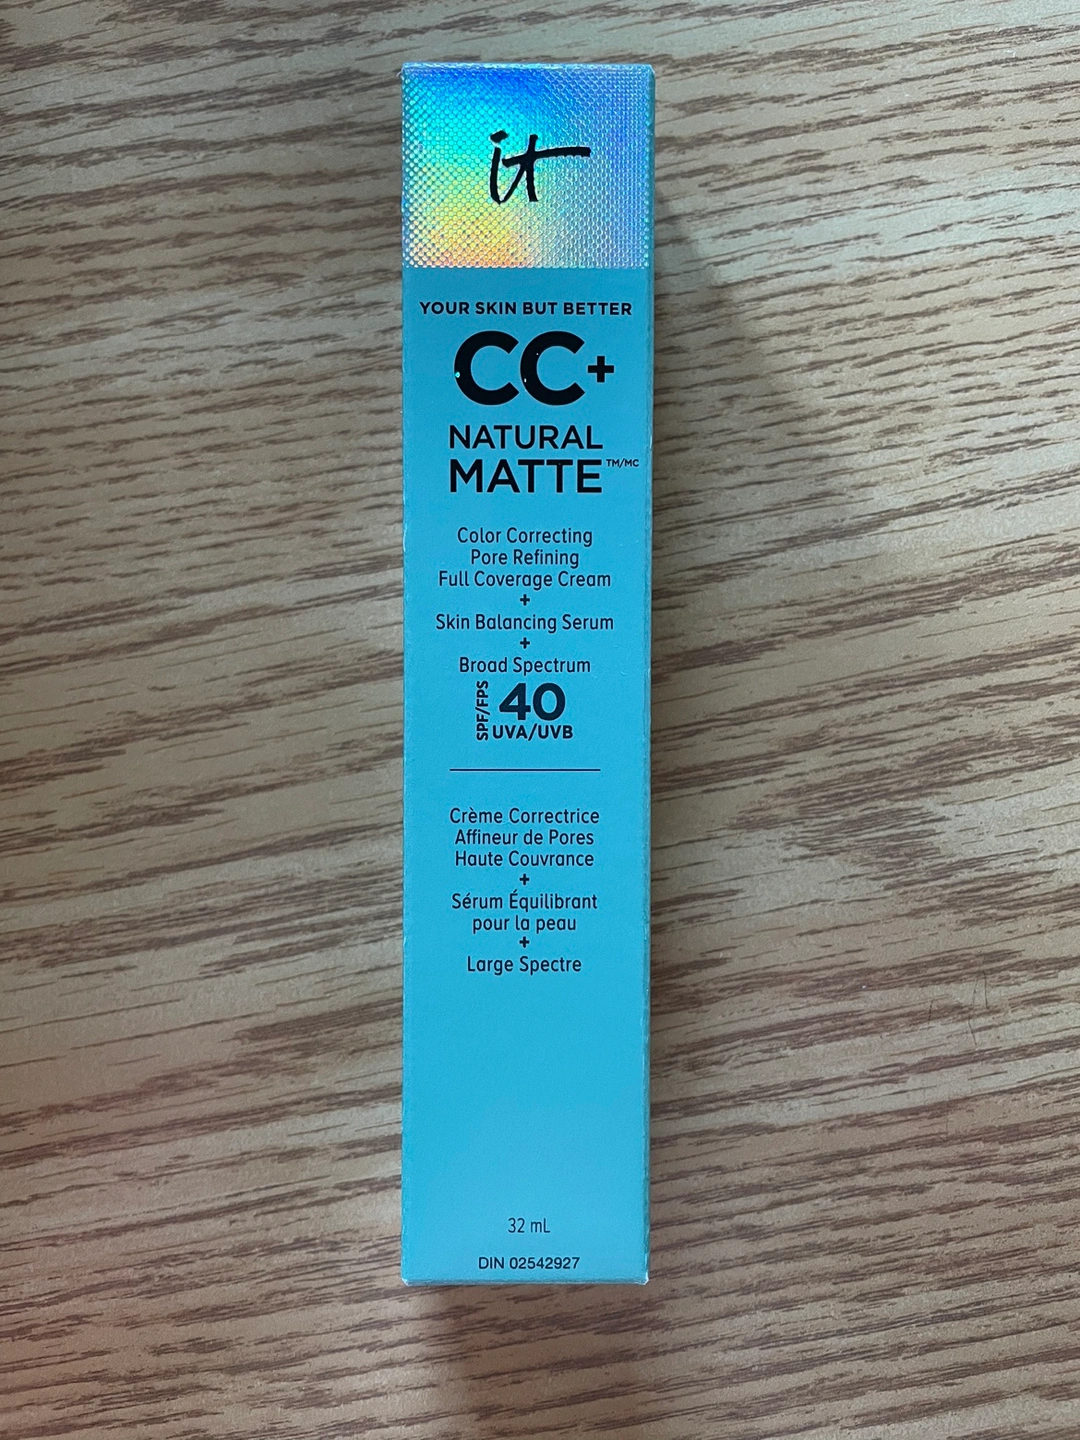 it
YOUR SKIN BUT BETTER
CC+
NATURAL
MATTE™/MC
Color Correcting
Pore Refining
Full Coverage Cream
+
Skin Balancing Serum
+
Broad Spectrum
SPF/FPS 40
UVA/UVB
Crème Correctrice
Affineur de Pores
Haute Couvrance
+
Sérum Équilibrant
pour la peau
+
Large Spectre
32 mL
DIN 02542927